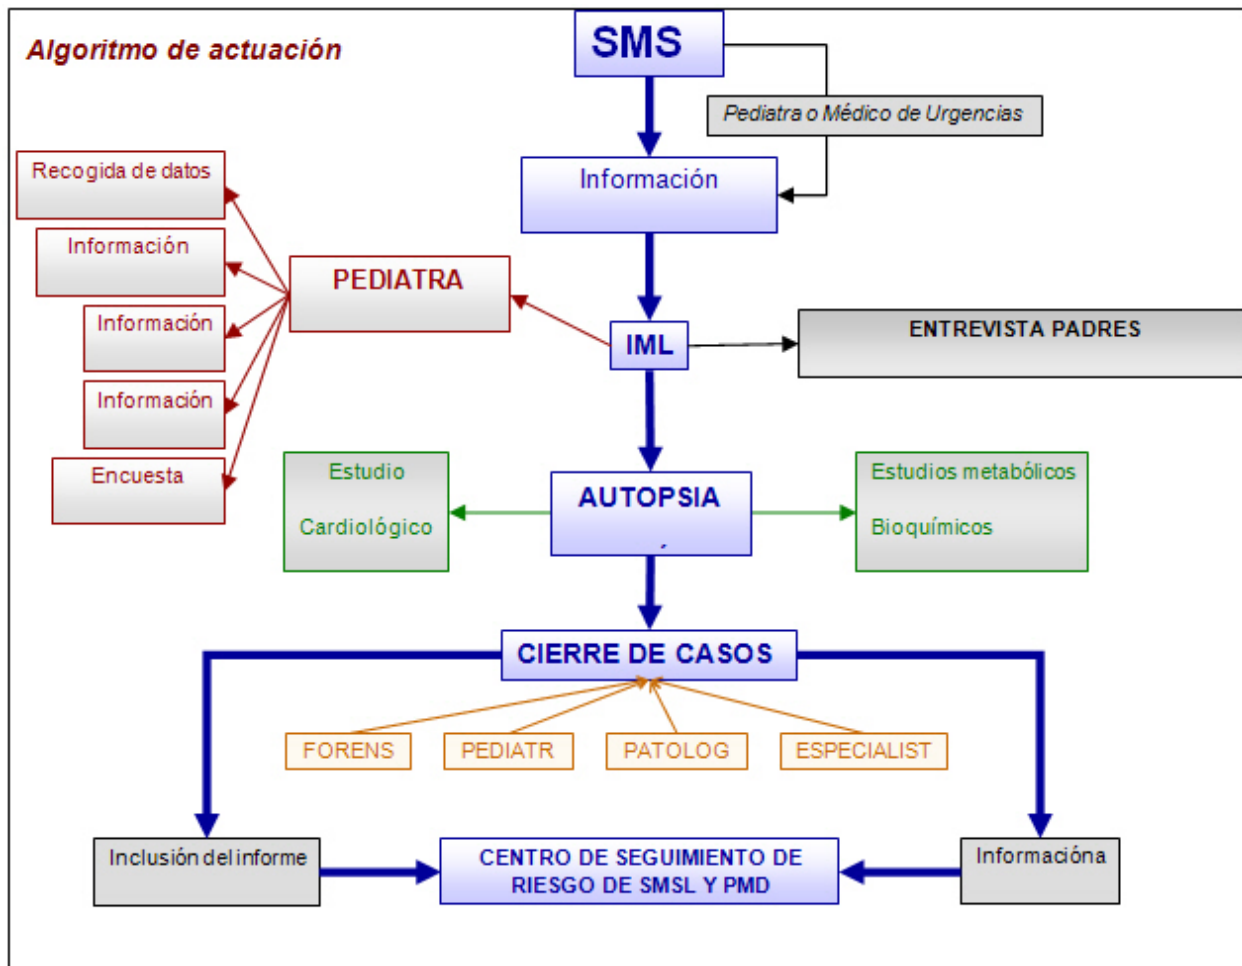 Algoritmo de actuación
SMS
Pediatra o Médico de Urgencias
Información
Recogida de datos
Información
Información
Información
Encuesta
PEDIATRA
IML
ENTREVISTA PADRES
Estudio
Cardiológico
AUTOPSIA
Estudios metabólicos
Bioquímicos
CIERRE DE CASOS
FORENS
PEDIATR
PATOLOG
ESPECIALIST
Inclusión del informe
CENTRO DE SEGUIMIENTO DE
RIESGO DE SMSL Y PMD
Informacióna